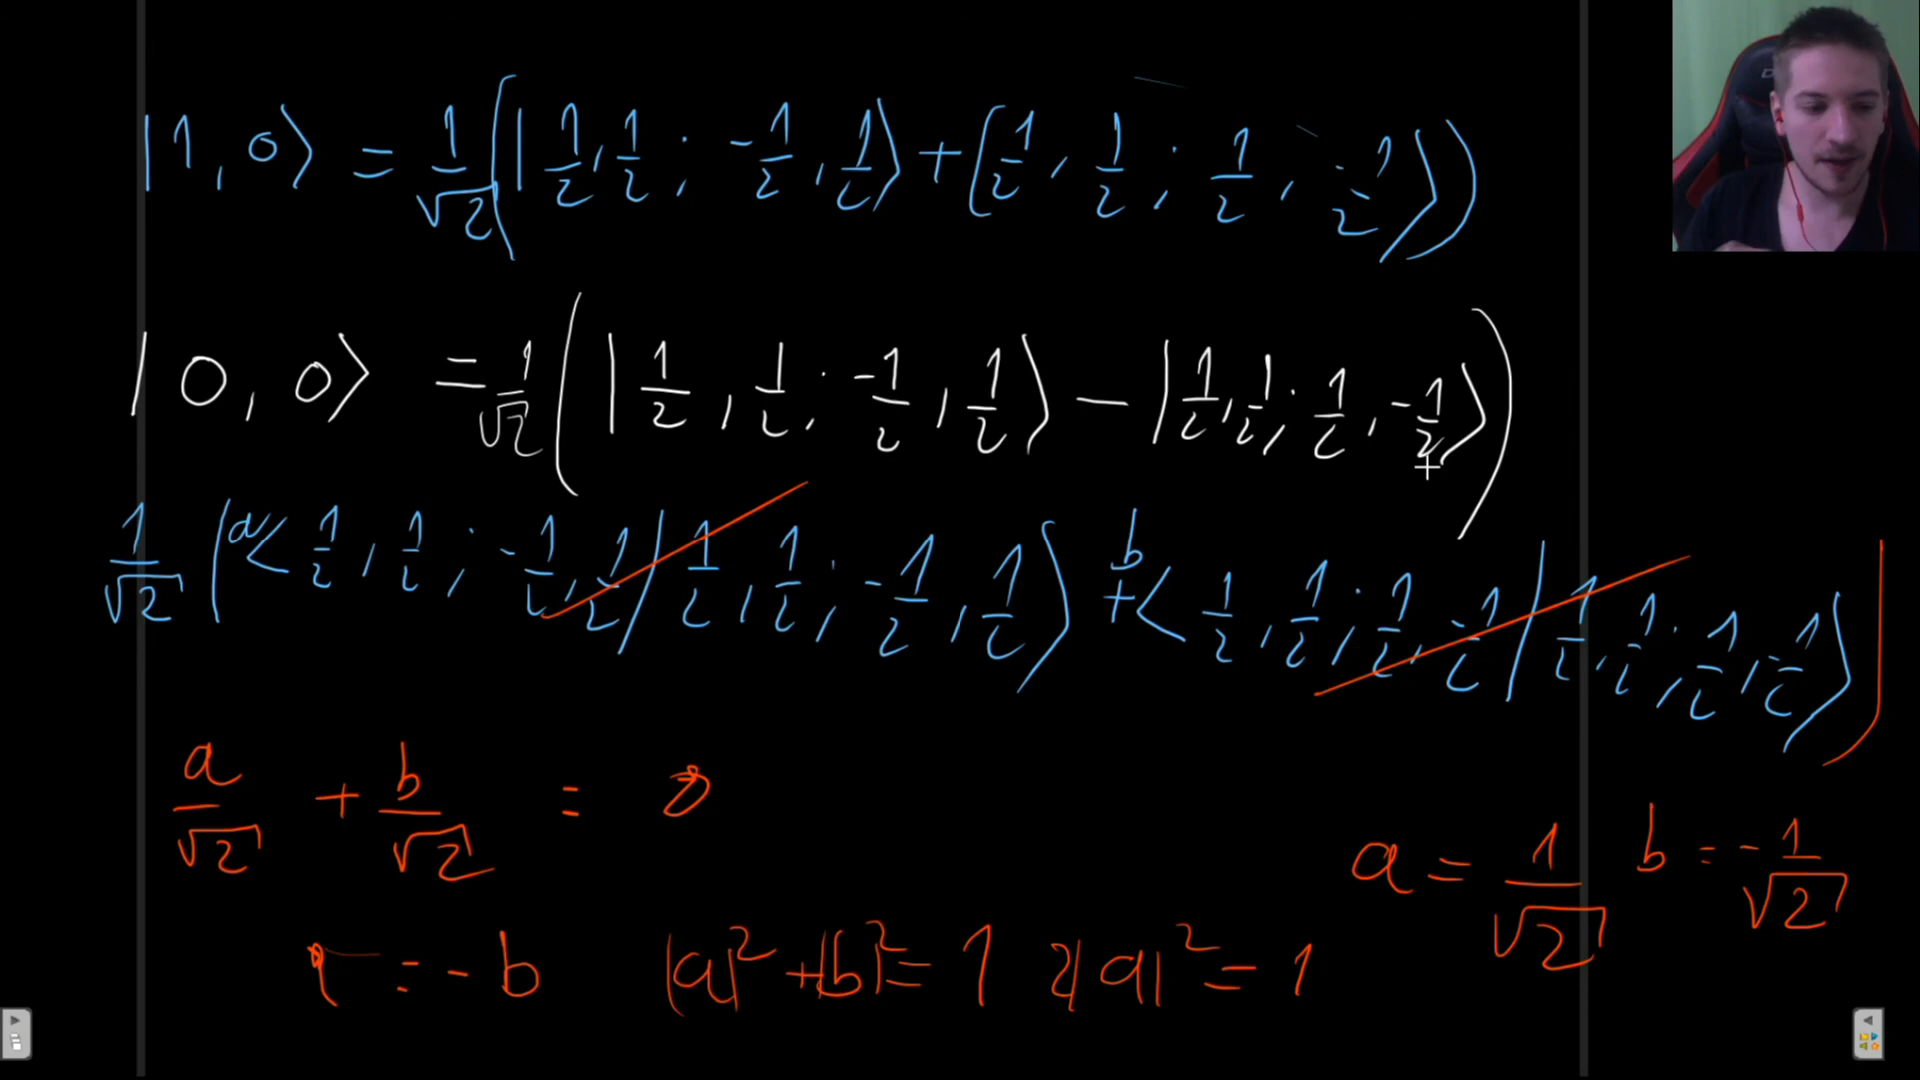 |1, 0⟩ = 1/√2 (|1/2, 1/2; -1/2, 1/2⟩ + |1/2, 1/2; 1/2, -1/2⟩)
|0, 0⟩ = 1/√2 (|1/2, 1/2; -1/2, 1/2⟩ - |1/2, 1/2; 1/2, -1/2⟩)
1/√2 (a⟨1/2, 1/2; -1/2, 1/2|1/2, 1/2; -1/2, 1/2⟩ + b⟨1/2, 1/2; 1/2, -1/2|1/2, 1/2; 1/2, -1/2⟩)
a/√2 + b/√2 = 0
a = 1/√2 b = -1/√2
= -b |a|² + |b|² = 1 2|a|² = 1